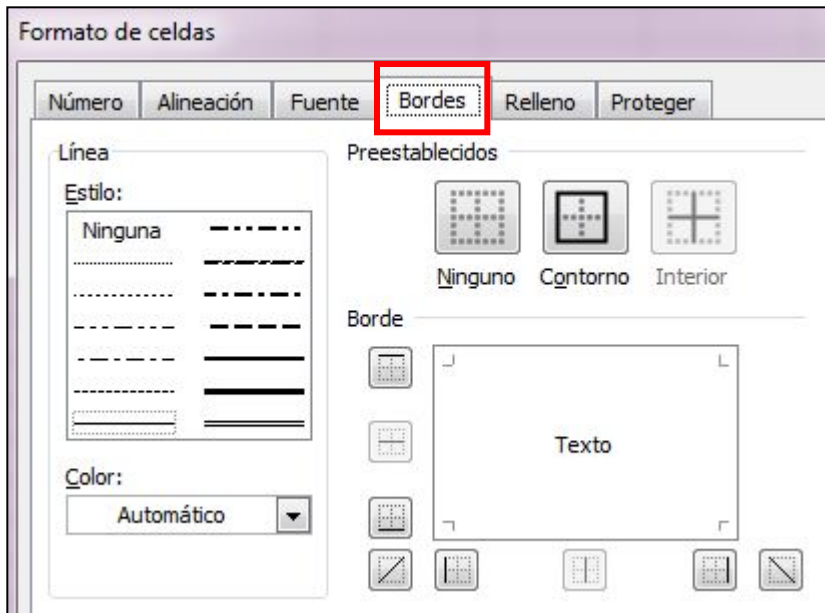 Formato de celdas
Número Alineación Fuente Bordes Relleno Proteger
Línea
Estilo:
Ninguna
Color:
Automático
Preestablecidos
Ninguno Contorno Interior
Borde
Texto